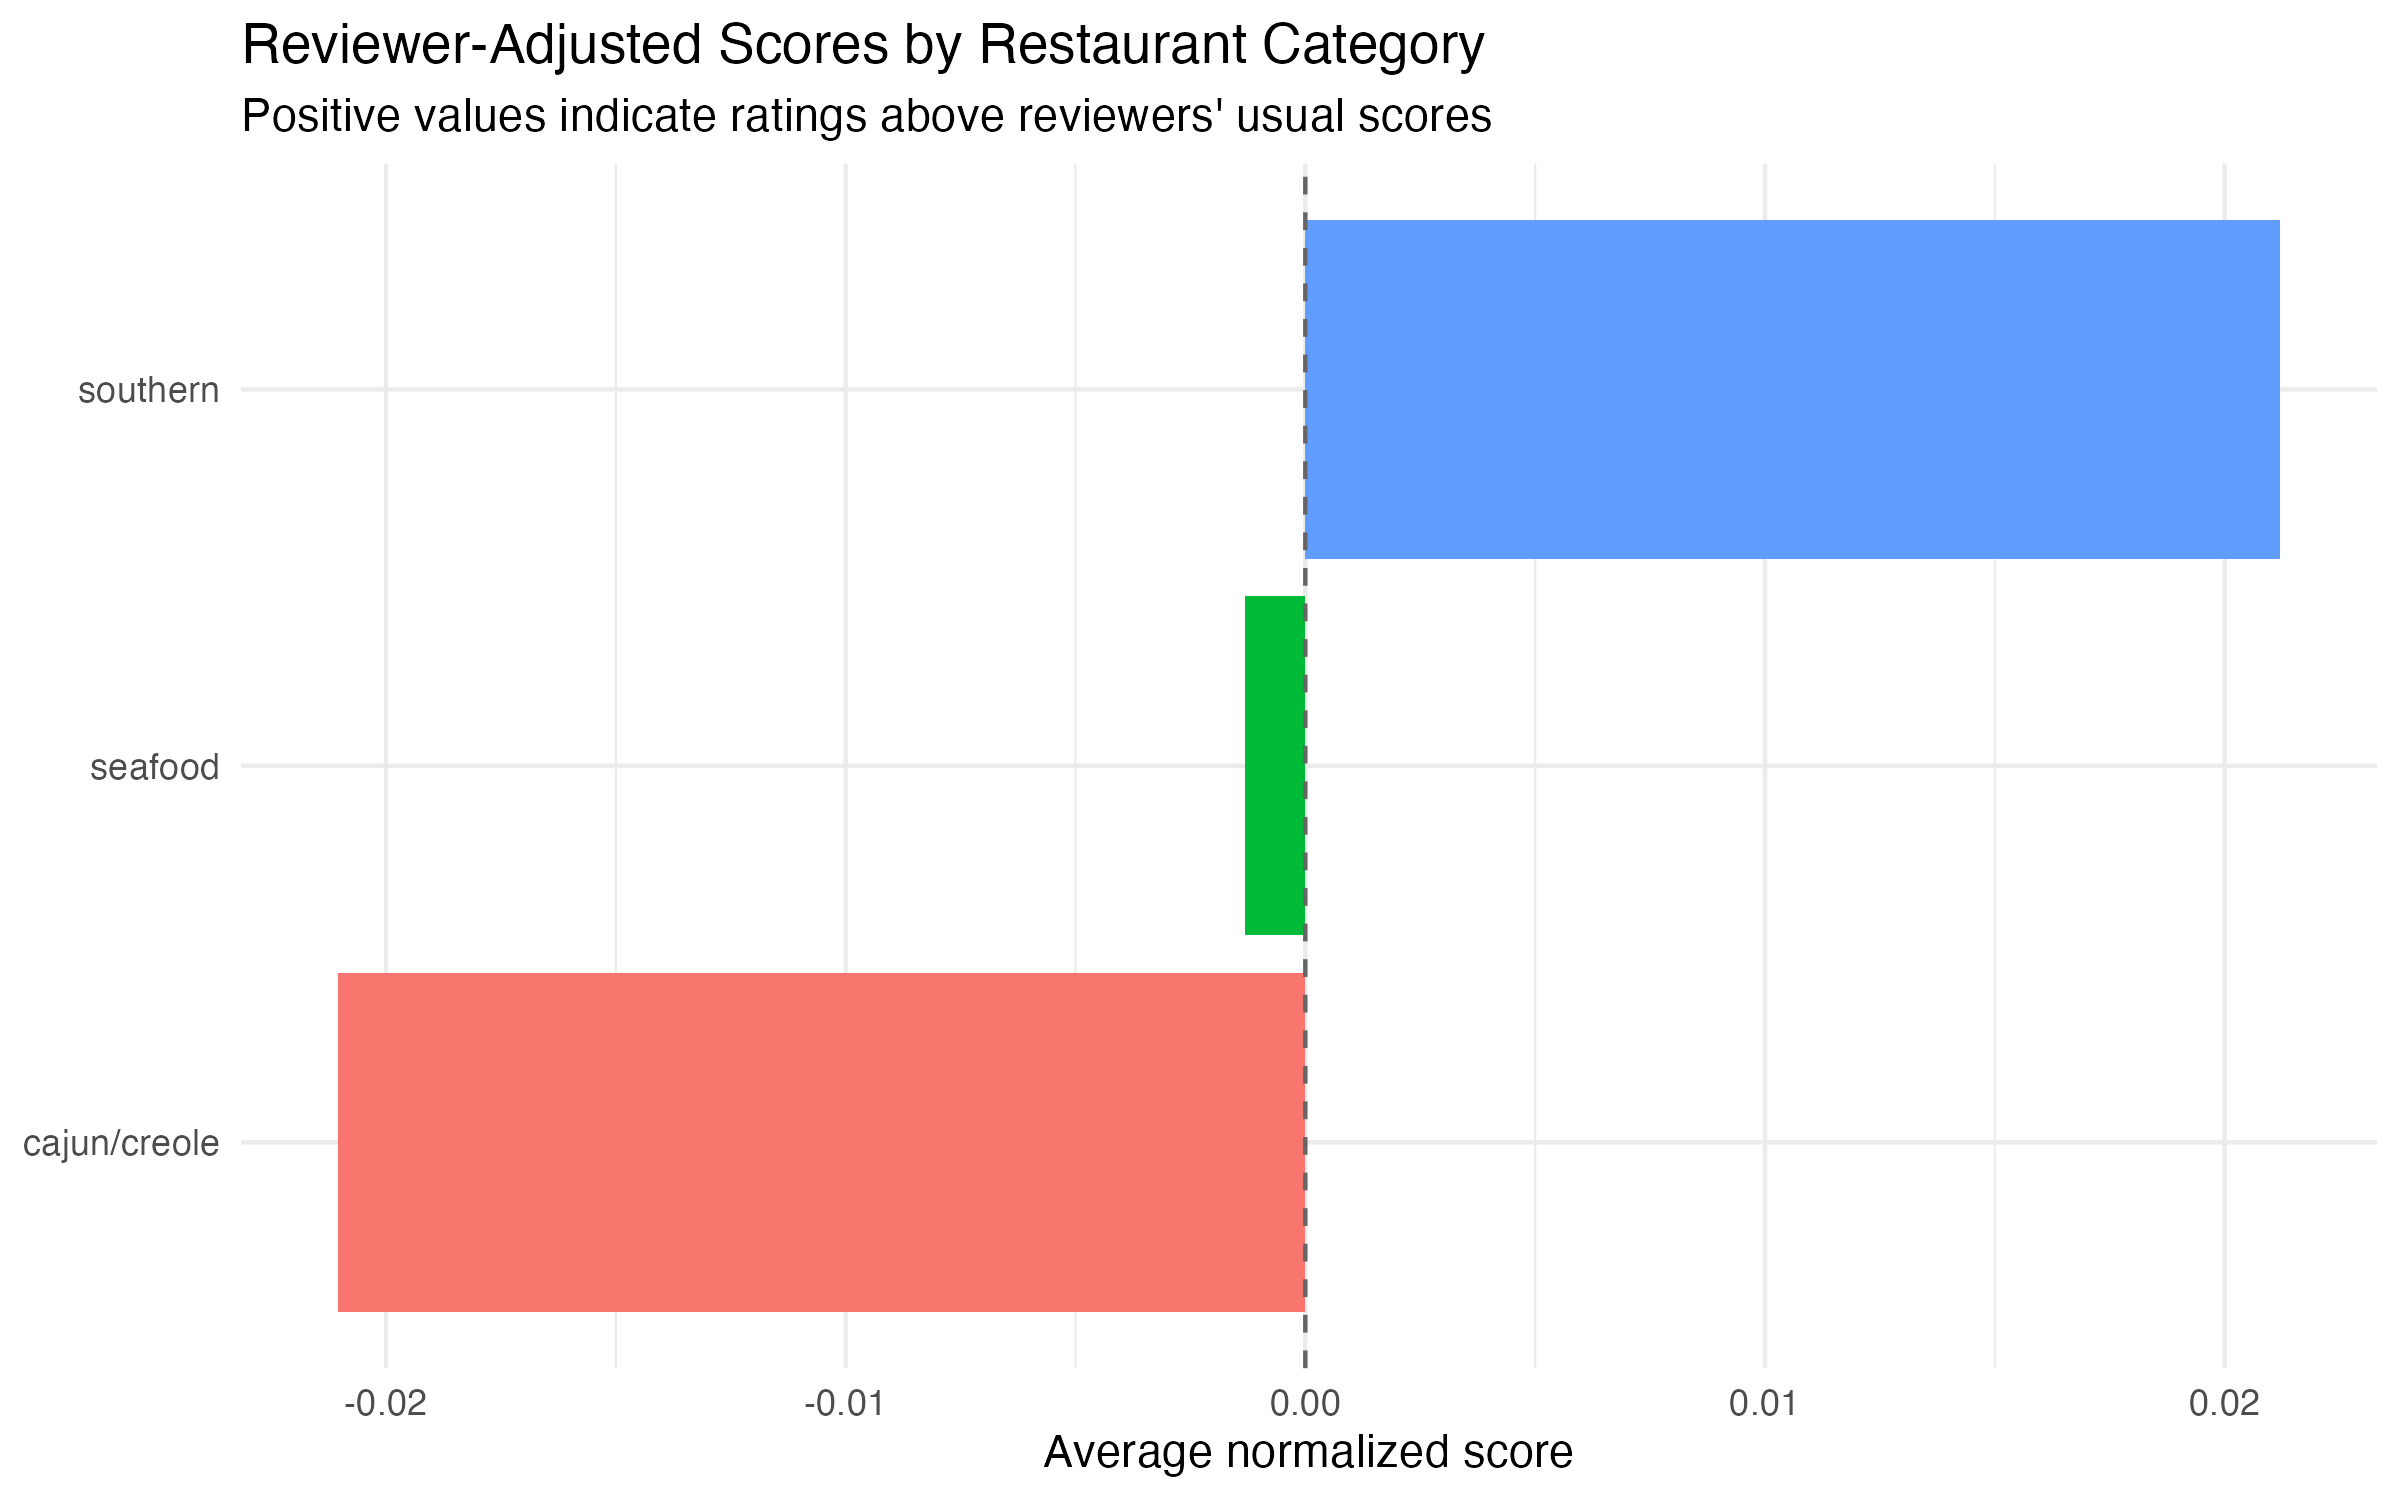 Reviewer-Adjusted Scores by Restaurant Category
Positive values indicate ratings above reviewers' usual scores
southern
seafood
cajun/creole
-0.02 -0.01 0.00 0.01 0.02
Average normalized score